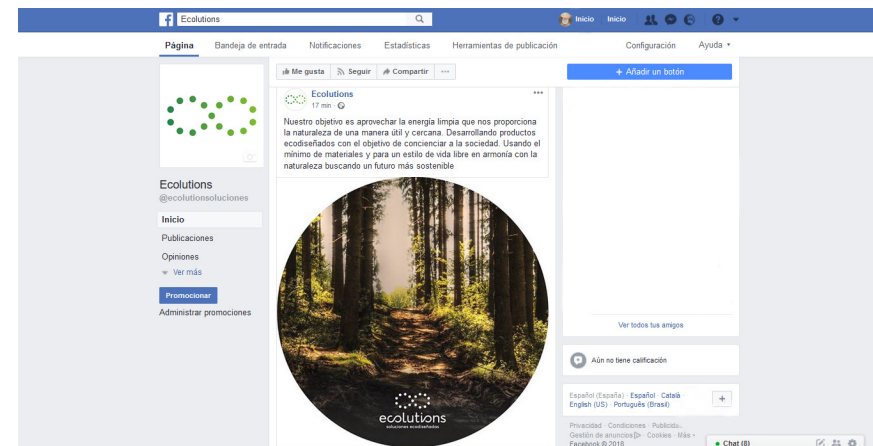 Ecolutions
Inicio Inicio
Página Bandeja de entrada Notificaciones Estadísticas Herramientas de publicación Configuración Ayuda
Me gusta Seguir Compartir ...
+ Añadir un botón
Ecolutions
17 min ·
Nuestro objetivo es aprovechar la energía limpia que nos proporciona
la naturaleza de una manera útil y cercana. Desarrollando productos
ecodiseñados con el objetivo de concienciar a la sociedad. Usando el
mínimo de materiales y para un estilo de vida libre en armonía con la
naturaleza buscando un futuro más sostenible
Ecolutions
@ecolutionsoluciones
Inicio
Publicaciones
Opiniones
Ver más
Promocionar
Administrar promociones
ecolutions
soluciones ecodiseñadas
Ver todos tus amigos
Aún no tiene calificación
Español (España) · Español · Català
English (US) · Português (Brasil)
+
Privacidad · Condiciones · Publicida..
Gestión de anuncios · Cookies · Más
Facebook © 2018
Chat (8)